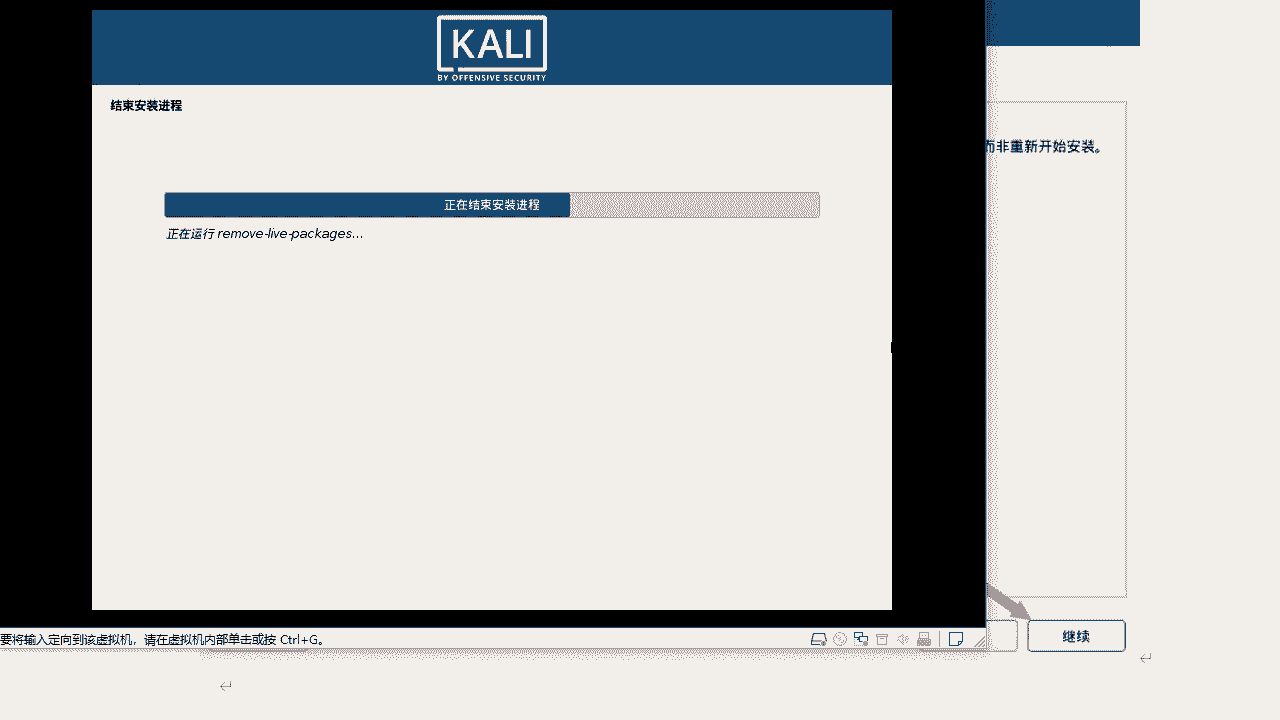 KALI
BY OFFENSIVE SECURITY
结束安装进程
正在结束安装进程
正在运行 remove-live-packages...
而非重新开始安装。
继续
要将输入定向到该虚拟机，请在虚拟机内部单击或按 Ctrl+G。